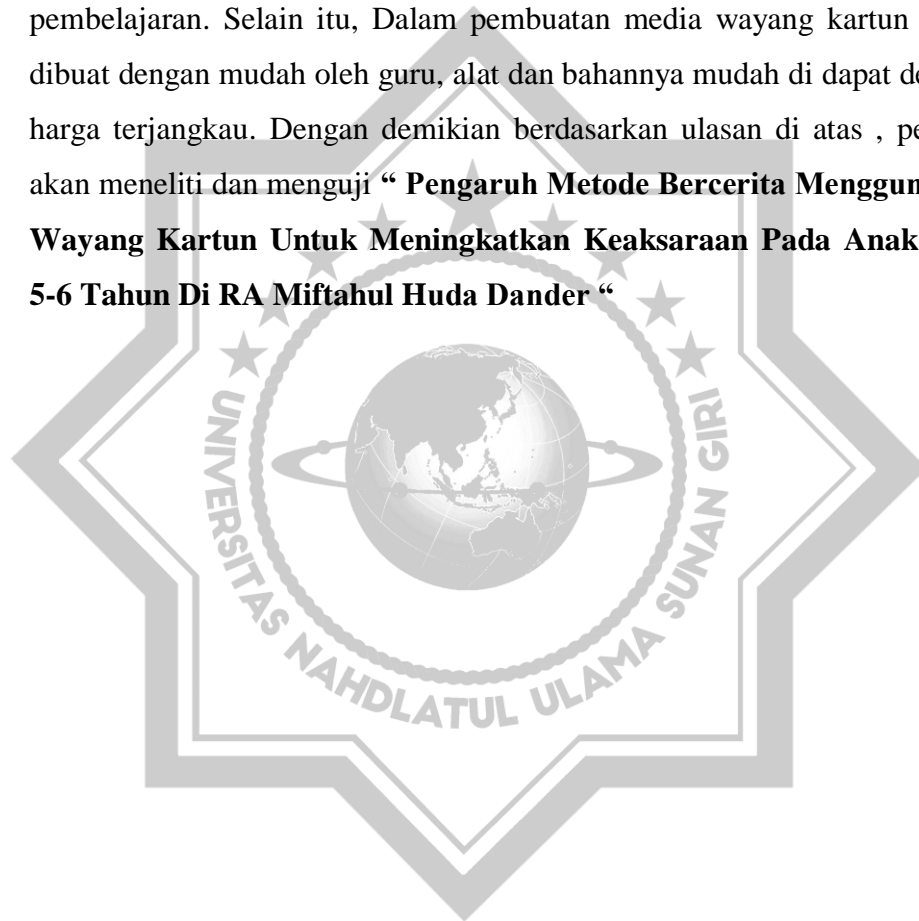 pembelajaran. Selain itu, Dalam pembuatan media wayang kartun
dibuat dengan mudah oleh guru, alat dan bahannya mudah di dapat de
harga terjangkau. Dengan demikian berdasarkan ulasan di atas , pe
akan meneliti dan menguji “ Pengaruh Metode Bercerita Menggun
Wayang Kartun Untuk Meningkatkan Keaksaraan Pada Anak
5-6 Tahun Di RA Miftahul Huda Dander “
UNIVERSITAS NAHDLATUL ULAMA SUNAN GIRI